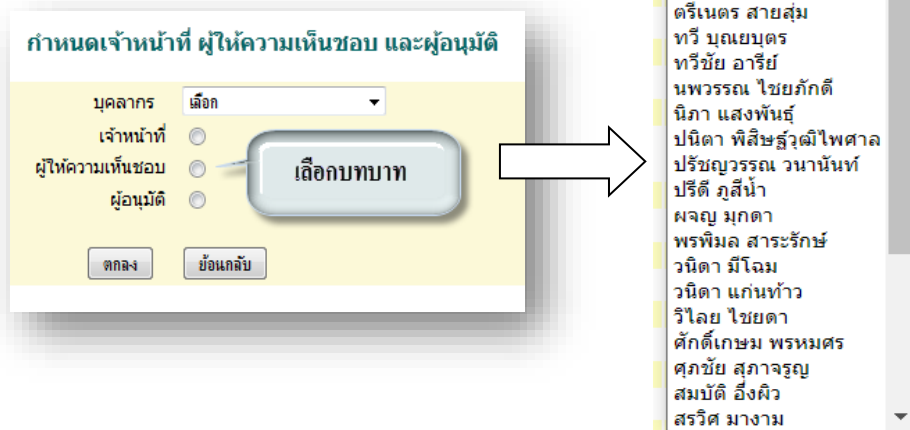 กำหนดเจ้าหน้าที่ ผู้ให้ความเห็นชอบ และผู้อนุมัติ
บุคลากร เลือก
เจ้าหน้าที่
ผู้ให้ความเห็นชอบ
ผู้อนุมัติ
เลือกบทบาท
ตกลง ย้อนกลับ
ตรีเนตร สายสุ่ม
ทวี บุณยบุตร
ทวีชัย อารีย์
นพวรรณ ไชยภักดี
นิภา แสงพันธุ์
ปนิตา พิสิษฐ์วุฒิไพศาล
ปรัชญวรรณ วนานันท์
ปรีดี ภูสีน้ำ
ผจญ มุกดา
พรพิมล สาระรักษ์
วนิดา มีโฉม
วนิดา แก่นท้าว
วิไลย ไชยดา
ศักดิ์เกษม พรหมศร
ศุภชัย สุภาจรูญ
สมบัติ อึ่งผิว
สรวิศ มางาม